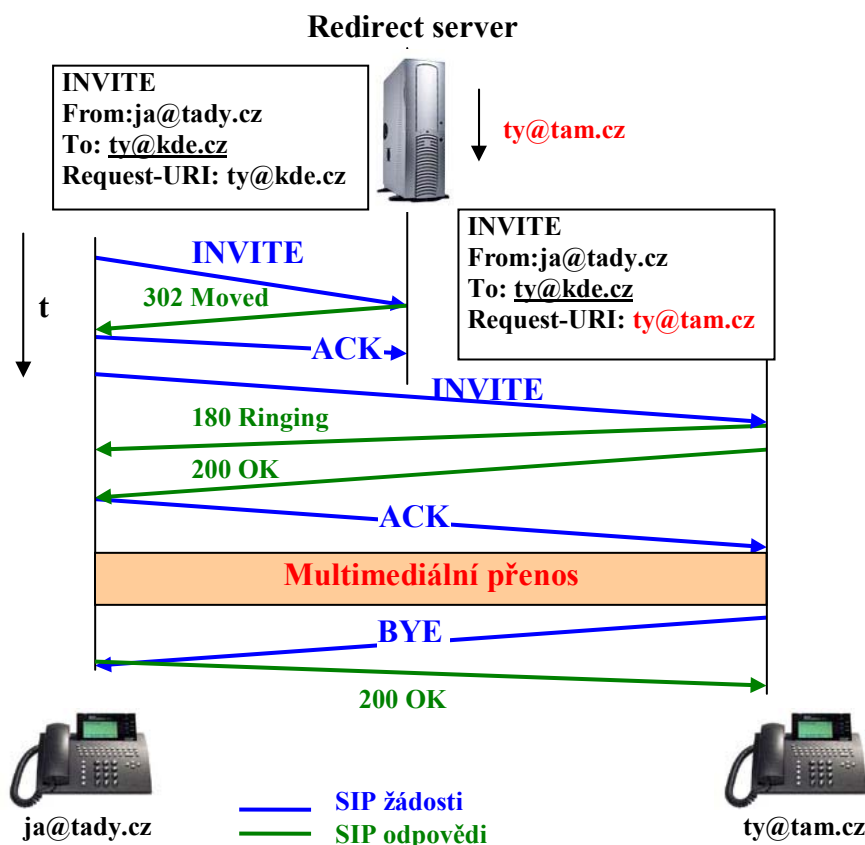 Redirect server
INVITE
From:ja@tady.cz
To: ty@kde.cz
Request-URI: ty@kde.cz
ty@tam.cz
INVITE
From:ja@tady.cz
To: ty@kde.cz
Request-URI: ty@tam.cz
t
INVITE
302 Moved
ACK
INVITE
180 Ringing
200 OK
ACK
Multimediální přenos
BYE
200 OK
ja@tady.cz
SIP žádosti
SIP odpovědi
ty@tam.cz